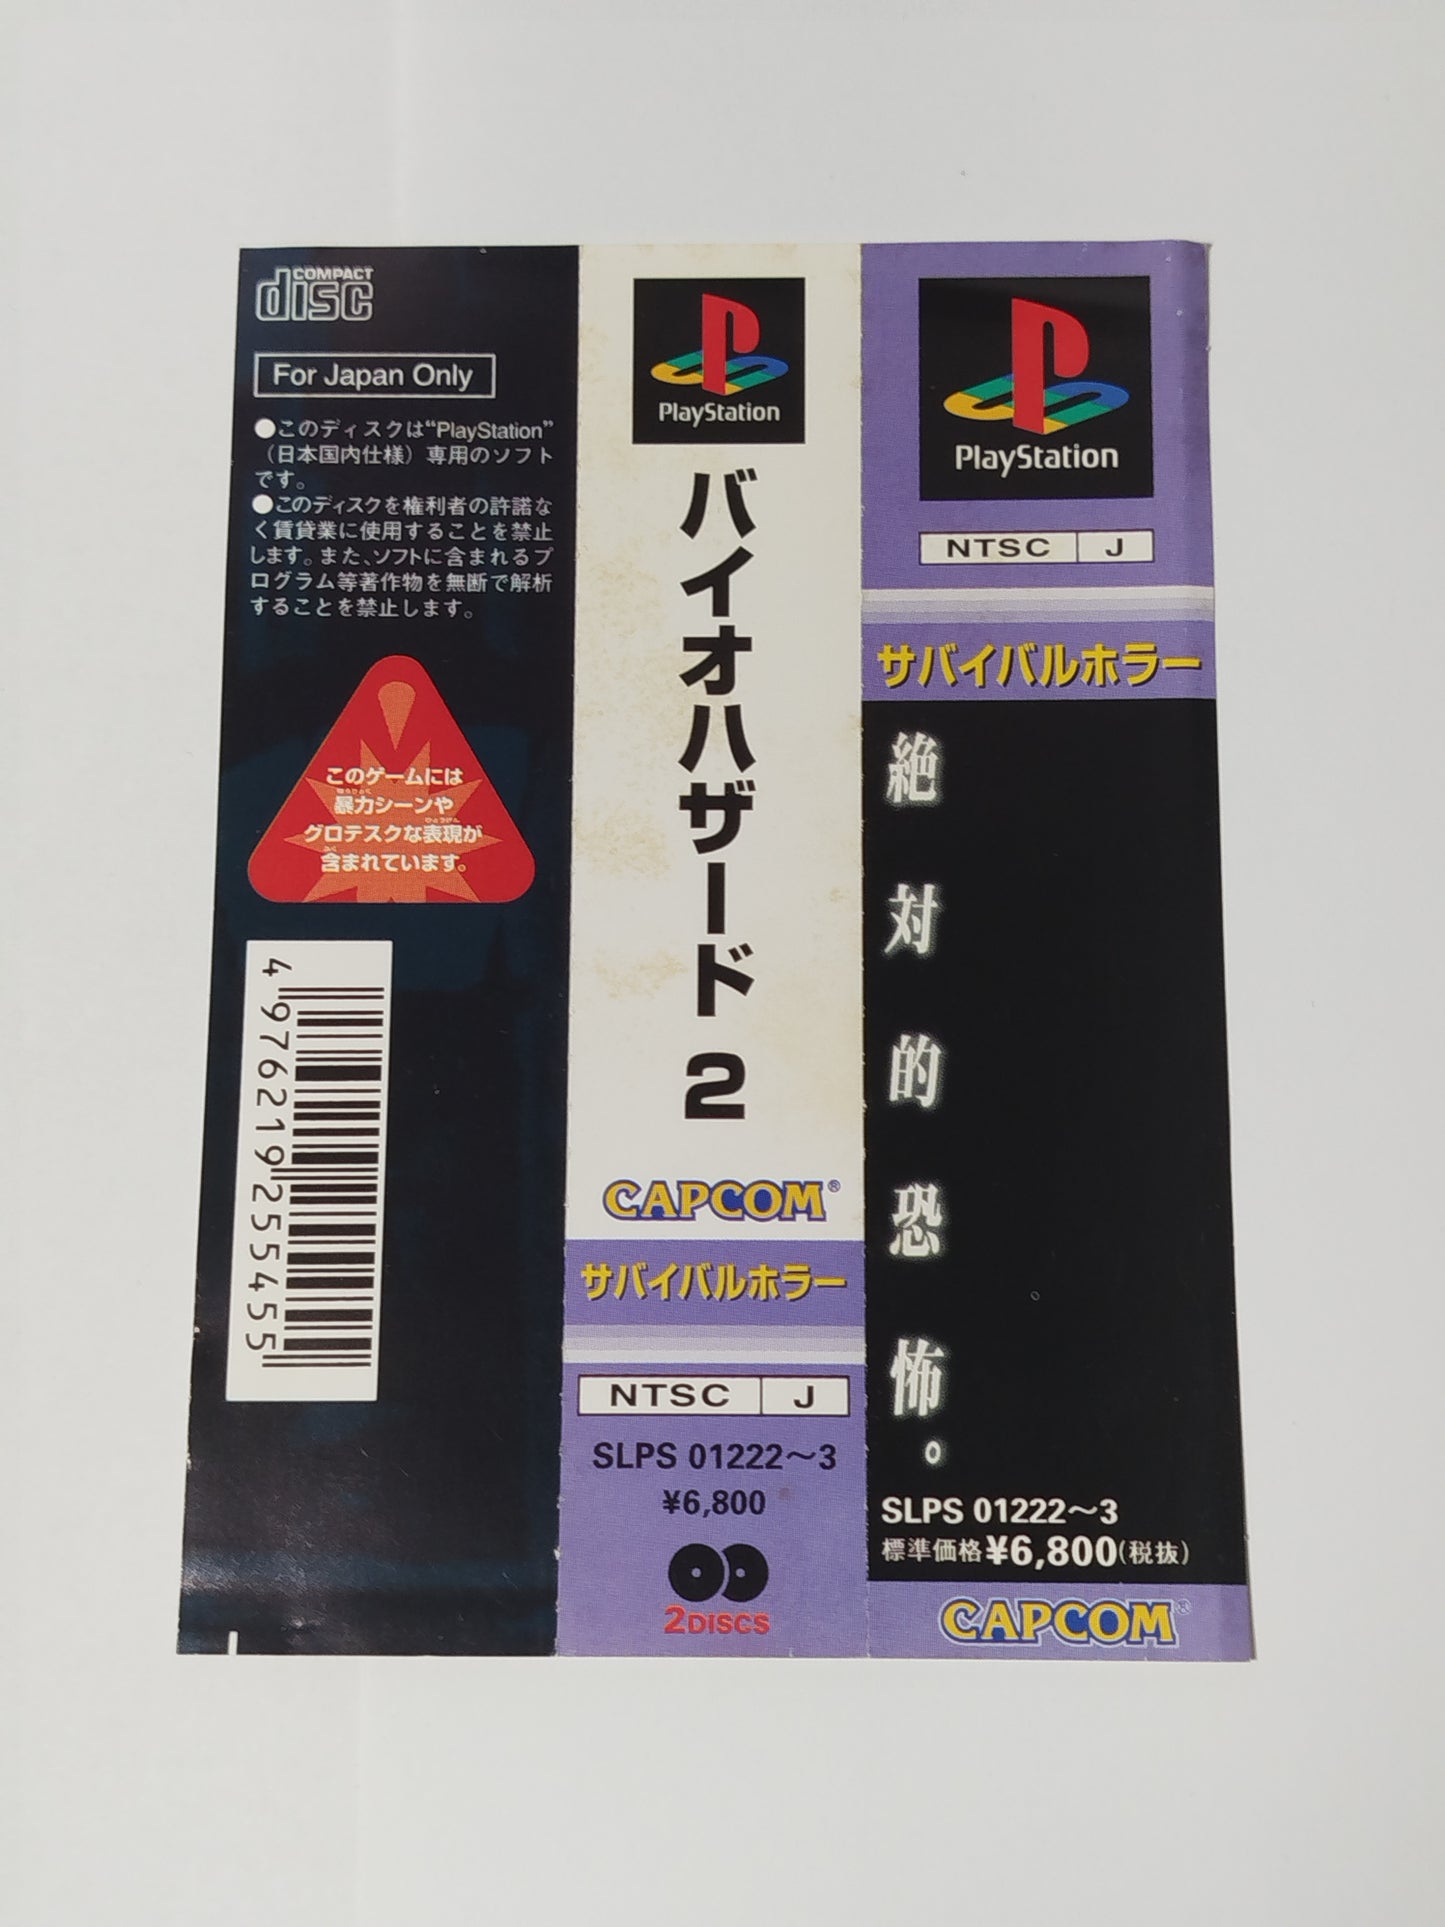 COMPACT
disc
For Japan Only
●このディスクは“PlayStation”
（日本国内仕様）専用のソフト
です。
●このディスクを権利者の許諾な
く賃貸業に使用することを禁止
します。また、ソフトに含まれるプ
ログラム等著作物を無断で解析
することを禁止します。
このゲームには
暴力シーンや
グロテスクな表現が
含まれています。
4976219255455
PlayStation
バイオハザード 2
CAPCOM®
サバイバルホラー
NTSC J
SLPS 01222〜3
¥6,800
2DISCS
PlayStation
NTSC J
サバイバルホラー
絶対的恐怖。
SLPS 01222〜3
標準価格¥6,800(税抜)
CAPCOM®